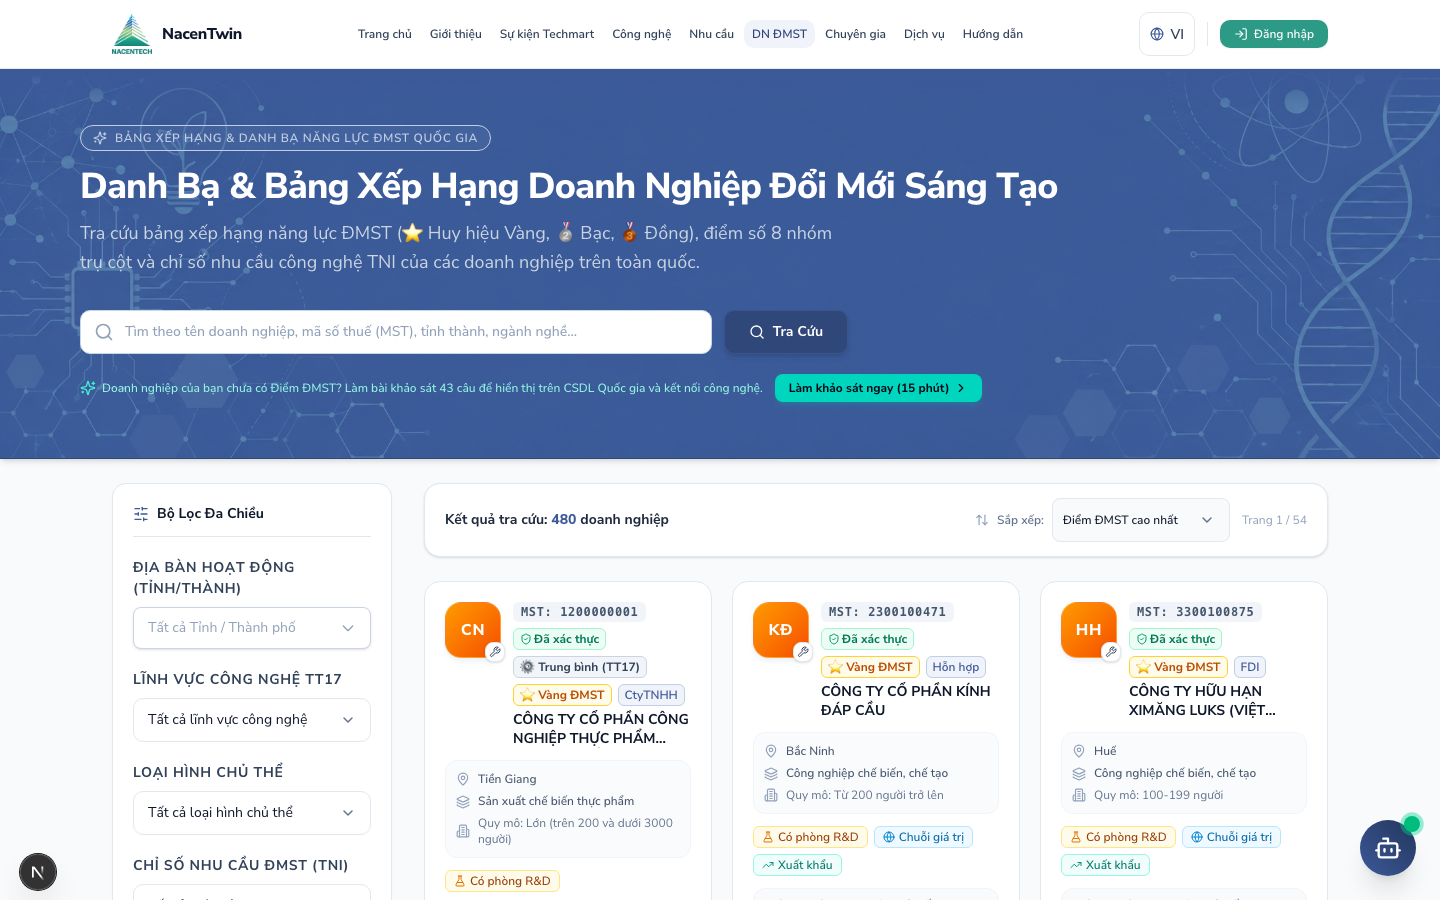 NACENTECH
NacenTwin
Trang chủ
Giới thiệu
Sự kiện Techmart
Công nghệ
Nhu cầu
DN ĐMST
Chuyên gia
Dịch vụ
Hướng dẫn
VI
Đăng nhập
BẢNG XẾP HẠNG & DANH BẠ NĂNG LỰC ĐMST QUỐC GIA
Danh Bạ & Bảng Xếp Hạng Doanh Nghiệp Đổi Mới Sáng Tạo
Tra cứu bảng xếp hạng năng lực ĐMST (⭐ Huy hiệu Vàng, 🥈 Bạc, 🥉 Đồng), điểm số 8 nhóm
trụ cột và chỉ số nhu cầu công nghệ TNI của các doanh nghiệp trên toàn quốc.
Tìm theo tên doanh nghiệp, mã số thuế (MST), tỉnh thành, ngành nghề...
Tra Cứu
Doanh nghiệp của bạn chưa có Điểm ĐMST? Làm bài khảo sát 43 câu để hiển thị trên CSDL Quốc gia và kết nối công nghệ.
Làm khảo sát ngay (15 phút)
Bộ Lọc Đa Chiều
ĐỊA BÀN HOẠT ĐỘNG
(TỈNH/THÀNH)
Tất cả Tỉnh / Thành phố
LĨNH VỰC CÔNG NGHỆ TT17
Tất cả lĩnh vực công nghệ
LOẠI HÌNH CHỦ THỂ
Tất cả loại hình chủ thể
CHỈ SỐ NHU CẦU ĐMST (TNI)
Kết quả tra cứu: 480 doanh nghiệp
Sắp xếp:
Điểm ĐMST cao nhất
Trang 1 / 54
CN
MST: 1200000001
Đã xác thực
Trung bình (TT17)
Vàng ĐMST
CtyTNHH
CÔNG TY CỔ PHẦN CÔNG
NGHIỆP THỰC PHẨM...
Tiền Giang
Sản xuất chế biến thực phẩm
Quy mô: Lớn (trên 200 và dưới 3000
người)
Có phòng R&D
KĐ
MST: 2300100471
Đã xác thực
Vàng ĐMST
Hỗn hợp
CÔNG TY CỔ PHẦN KÍNH
ĐÁP CẦU
Bắc Ninh
Công nghiệp chế biến, chế tạo
Quy mô: Từ 200 người trở lên
Có phòng R&D
Chuỗi giá trị
Xuất khẩu
HH
MST: 3300100875
Đã xác thực
Vàng ĐMST
FDI
CÔNG TY HỮU HẠN
XIMĂNG LUKS (VIỆT...
Huế
Công nghiệp chế biến, chế tạo
Quy mô: 100-199 người
Có phòng R&D
Chuỗi giá trị
Xuất khẩu
N